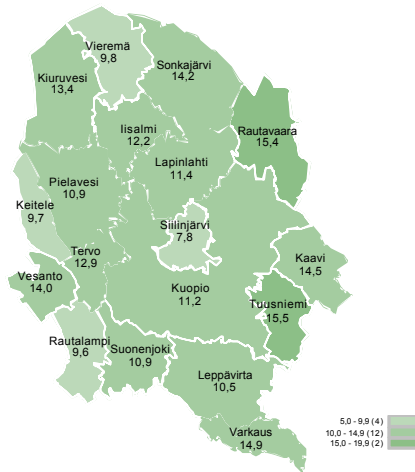 Vieremä
9,8
Sonkajärvi
14,2
Kiuruvesi
13,4
Iisalmi
12,2
Rautavaara
15,4
Lapinlahti
11,4
Pielavesi
10,9
Keitele
9,7
Siilinjärvi
7,8
Tervo
12,9
Kaavi
14,5
Vesanto
14,0
Kuopio
11,2
Tuusniemi
15,5
Rautalampi
9,6
Suonenjoki
10,9
Leppävirta
10,5
Varkaus
14,9
5,0 - 9,9 (4)
10,0 - 14,9 (12)
15,0 - 19,9 (2)